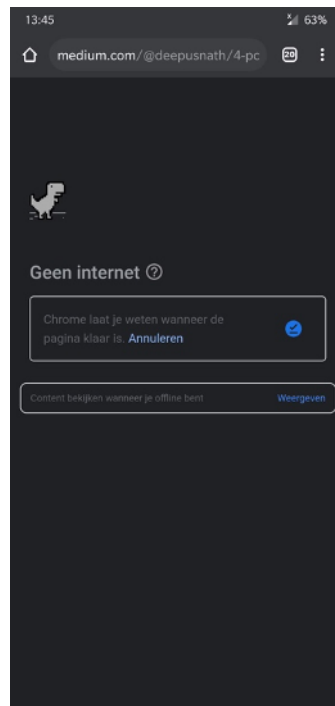 13:45
63%
medium.com/@deepusnath/4-pc
20
Geen internet
Chrome laat je weten wanneer de
pagina klaar is. Annuleren
Content bekijken wanneer je offline bent
Weergeven